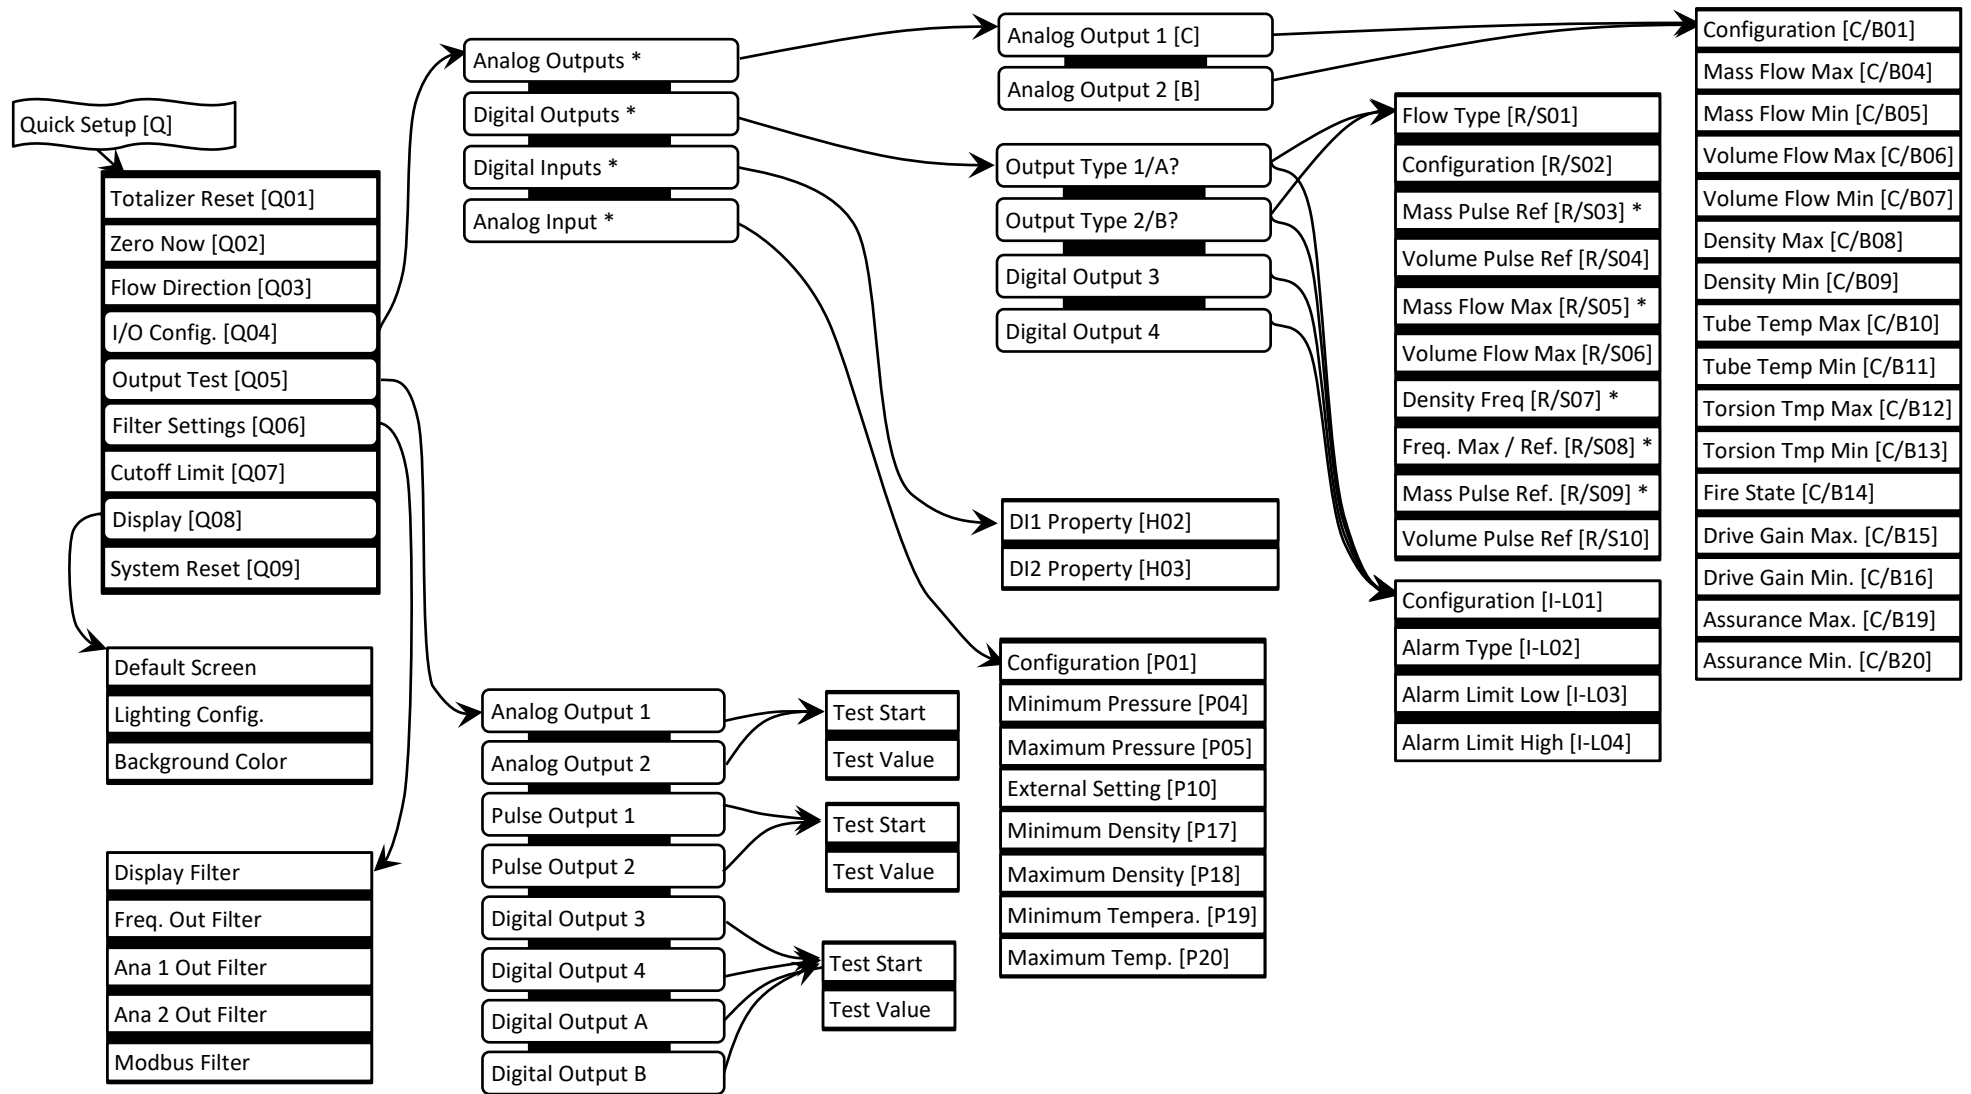 Quick Setup [Q]
Totalizer Reset [Q01]
Zero Now [Q02]
Flow Direction [Q03]
I/O Config. [Q04]
Output Test [Q05]
Filter Settings [Q06]
Cutoff Limit [Q07]
Display [Q08]
System Reset [Q09]
Default Screen
Lighting Config.
Background Color
Display Filter
Freq. Out Filter
Ana 1 Out Filter
Ana 2 Out Filter
Modbus Filter
Analog Outputs *
Digital Outputs *
Digital Inputs *
Analog Input *
Analog Output 1
Analog Output 2
Pulse Output 1
Pulse Output 2
Digital Output 3
Digital Output 4
Digital Output A
Digital Output B
Test Start
Test Value
Test Start
Test Value
Test Start
Test Value
Analog Output 1 [C]
Analog Output 2 [B]
Output Type 1/A?
Output Type 2/B?
Digital Output 3
Digital Output 4
DI1 Property [H02]
DI2 Property [H03]
Configuration [P01]
Minimum Pressure [P04]
Maximum Pressure [P05]
External Setting [P10]
Minimum Density [P17]
Maximum Density [P18]
Minimum Tempera. [P19]
Maximum Temp. [P20]
Flow Type [R/S01]
Configuration [R/S02]
Mass Pulse Ref [R/S03] *
Volume Pulse Ref [R/S04]
Mass Flow Max [R/S05] *
Volume Flow Max [R/S06]
Density Freq [R/S07] *
Freq. Max / Ref. [R/S08] *
Mass Pulse Ref. [R/S09] *
Volume Pulse Ref [R/S10]
Configuration [I-L01]
Alarm Type [I-L02]
Alarm Limit Low [I-L03]
Alarm Limit High [I-L04]
Configuration [C/B01]
Mass Flow Max [C/B04]
Mass Flow Min [C/B05]
Volume Flow Max [C/B06]
Volume Flow Min [C/B07]
Density Max [C/B08]
Density Min [C/B09]
Tube Temp Max [C/B10]
Tube Temp Min [C/B11]
Torsion Tmp Max [C/B12]
Torsion Tmp Min [C/B13]
Fire State [C/B14]
Drive Gain Max. [C/B15]
Drive Gain Min. [C/B16]
Assurance Max. [C/B19]
Assurance Min. [C/B20]